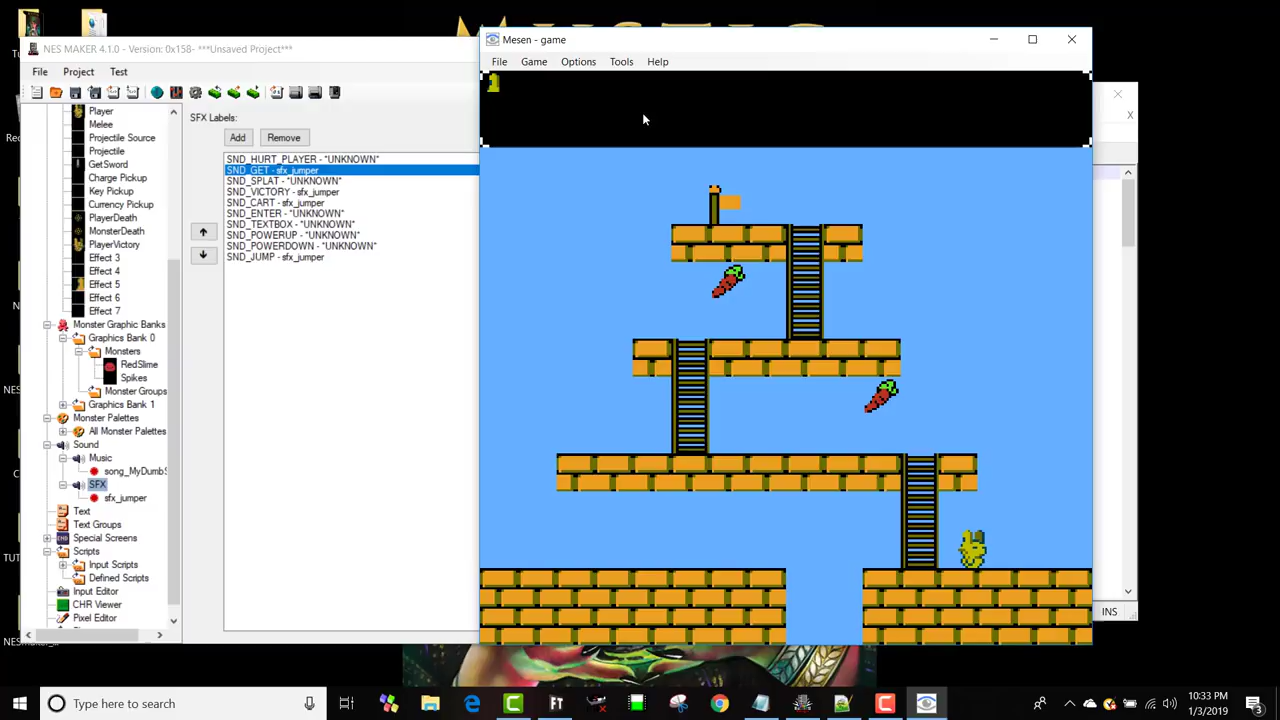 NES MAKER 4.1.0 - Version: 0x158- ***Unsaved Project***
File Project Test
Player
Melee
Projectile Source
Projectile
GetSword
Charge Pickup
Key Pickup
Currency Pickup
PlayerDeath
MonsterDeath
PlayerVictory
Effect 3
Effect 4
Effect 5
Effect 6
Effect 7
Monster Graphic Banks
Graphics Bank 0
Monsters
RedSlime
Spikes
Monster Groups
Graphics Bank 1
Monster Palettes
All Monster Palettes
Sound
Music
song_MyDumbS
SFX
sfx_jumper
Text
Text Groups
Special Screens
Scripts
Input Scripts
Defined Scripts
Input Editor
CHR Viewer
Pixel Editor
SFX Labels:
Add Remove
SND_HURT_PLAYER - *UNKNOWN*
SND_GET - sfx_jumper
SND_SPLAT - *UNKNOWN*
SND_VICTORY - sfx_jumper
SND_CART - sfx_jumper
SND_ENTER - *UNKNOWN*
SND_TEXTBOX - *UNKNOWN*
SND_POWERUP - *UNKNOWN*
SND_POWERDOWN - *UNKNOWN*
SND_JUMP - sfx_jumper
Mesen - game
File Game Options Tools Help
INS
Type here to search
10:33 PM
1/3/2019